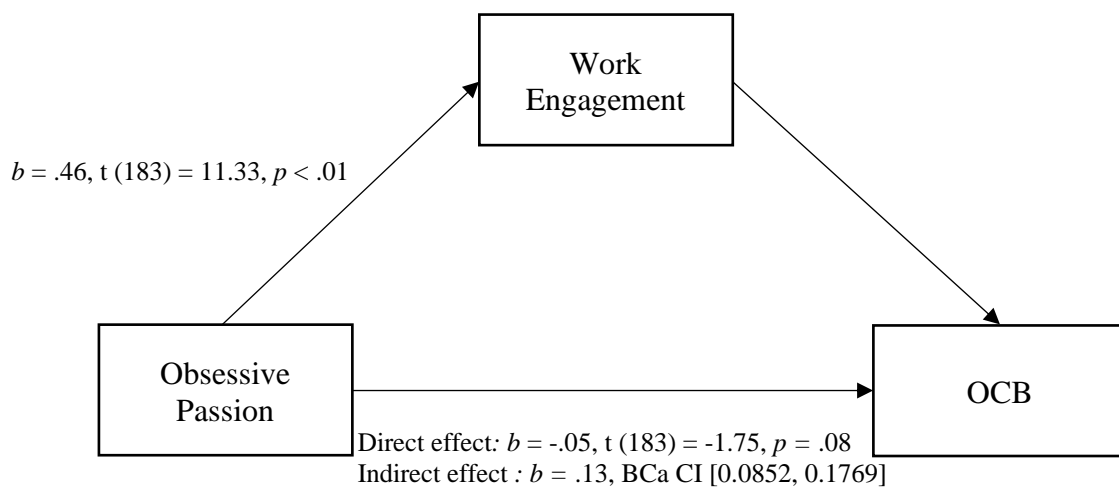 Work
Engagement
b = .46, t (183) = 11.33, p < .01
Obsessive
Passion
OCB
Direct effect: b = -.05, t (183) = -1.75, p = .08
Indirect effect : b = .13, BCa CI [0.0852, 0.1769]